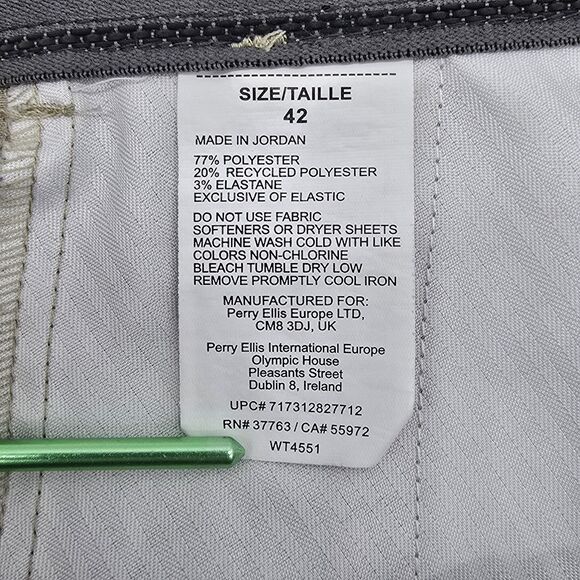 SIZE/TAILLE
42
MADE IN JORDAN
77% POLYESTER
20% RECYCLED POLYESTER
3% ELASTANE
EXCLUSIVE OF ELASTIC
DO NOT USE FABRIC
SOFTENERS OR DRYER SHEETS
MACHINE WASH COLD WITH LIKE
COLORS NON-CHLORINE
BLEACH TUMBLE DRY LOW
REMOVE PROMPTLY COOL IRON
MANUFACTURED FOR:
Perry Ellis Europe LTD,
CM8 3DJ, UK
Perry Ellis International Europe
Olympic House
Pleasants Street
Dublin 8, Ireland
UPC# 717312827712
RN# 37763 / CA# 55972
WT4551